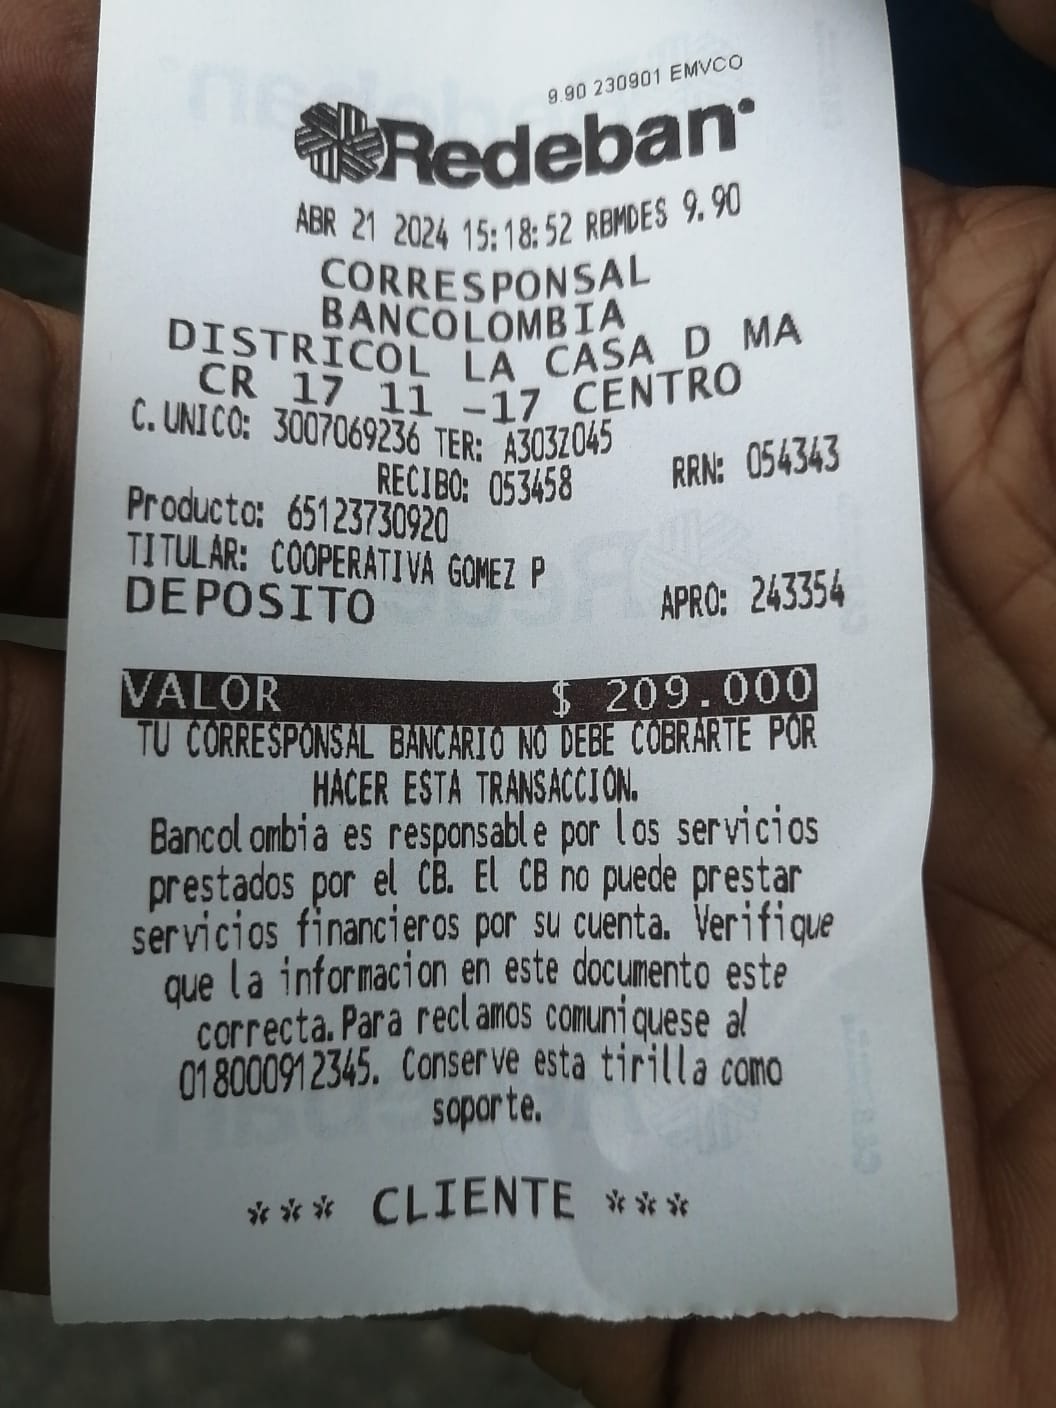 9.90 230901 EMVCO
Redeban
ABR 21 2024 15:18:52 RBMDES 9.90
CORRESPONSAL
BANCOLOMBIA
DISTRICOL LA CASA D MA
CR 17 11 -17 CENTRO
C.UNICO: 3007069236 TER: A303Z045
RECIBO: 053458 RRN: 054343
Producto: 65123730920
TITULAR: COOPERATIVA GOMEZ P
DEPOSITO APRO: 243354
VALOR $ 209.000
TU CORRESPONSAL BANCARIO NO DEBE COBRARTE POR
HACER ESTA TRANSACCION.
Bancolombia es responsable por los servicios
prestados por el CB. El CB no puede prestar
servicios financieros por su cuenta. Verifique
que la informacion en este documento este
correcta.Para reclamos comuniquese al
018000912345. Conserve esta tirilla como
soporte.
*** CLIENTE ***